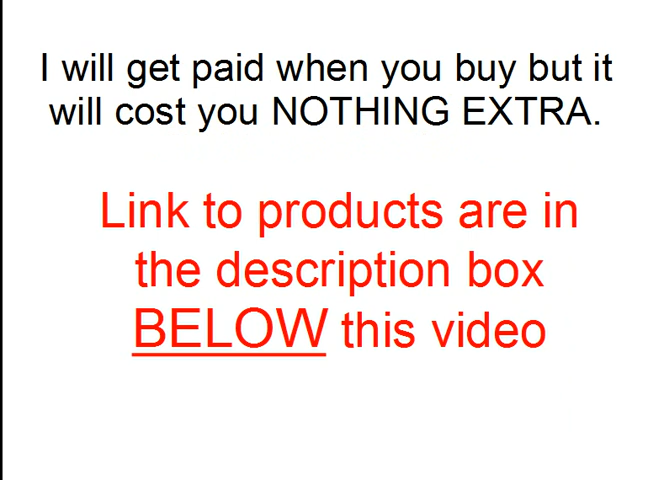 I will get paid when you buy but it
will cost you NOTHING EXTRA.
Link to products are in
the description box
BELOW this video